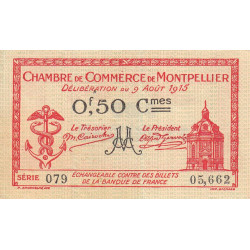 CHAMBRE DE COMMERCE DE MONTPELLIER
DÉLIBÉRATION DU 9 AOÛT 1915
0f,50 Cmes
Le Trésorier Le Président
SÉRIE 079 05,662
ÉCHANGEABLE CONTRE DES BILLETS
DE LA BANQUE DE FRANCE